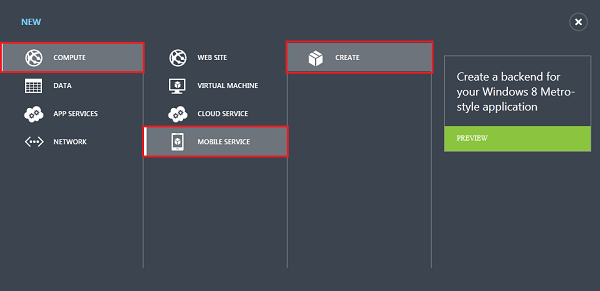 NEW
COMPUTE
DATA
APP SERVICES
NETWORK
WEB SITE
VIRTUAL MACHINE
CLOUD SERVICE
MOBILE SERVICE
CREATE
Create a backend for
your Windows 8 Metro-
style application
PREVIEW